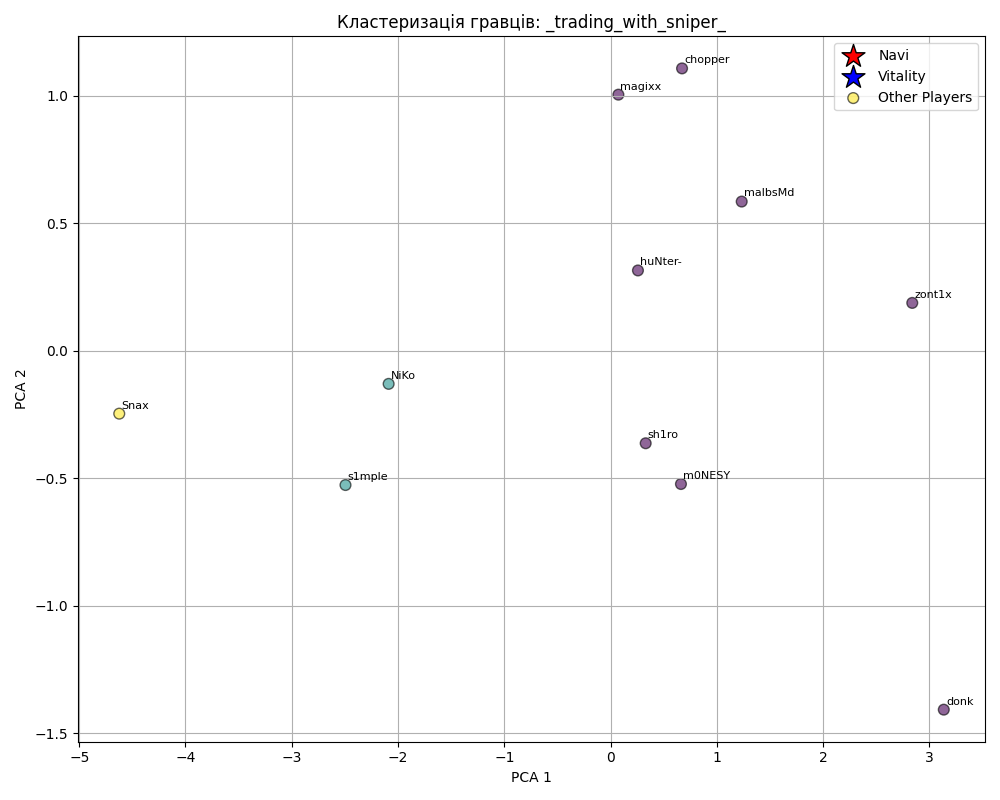 Кластеризація гравців: _trading_with_sniper_
Navi
Vitality
Other Players
chopper
magixx
malbsMd
huNter-
zont1x
NiKo
Snax
sh1ro
s1mple
m0NESY
donk
1.0
0.5
0.0
−0.5
−1.0
−1.5
PCA 2
−5
−4
−3
−2
−1
0
1
2
3
PCA 1